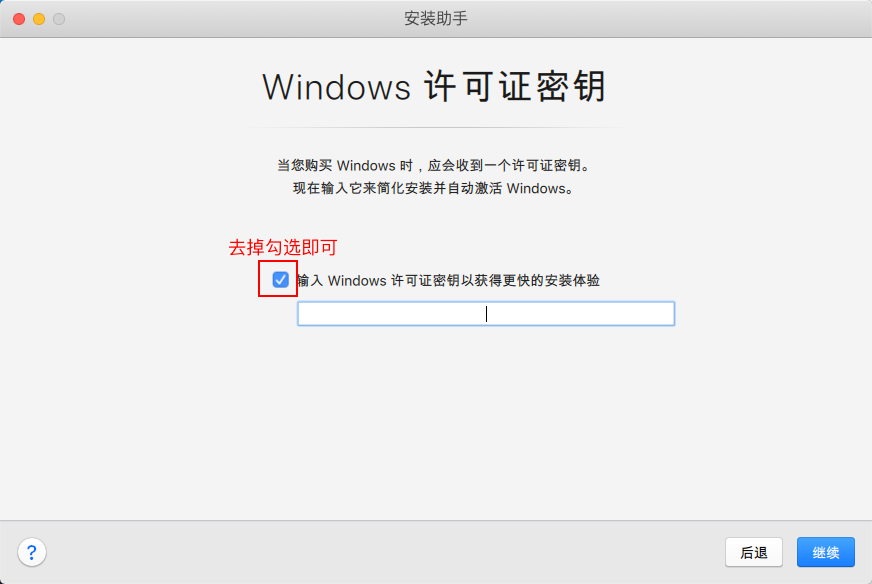 安装助手
Windows 许可证密钥
当您购买 Windows 时，应会收到一个许可证密钥。
现在输入它来简化安装并自动激活 Windows。
去掉勾选即可
输入 Windows 许可证密钥以获得更快的安装体验
?
后退
继续